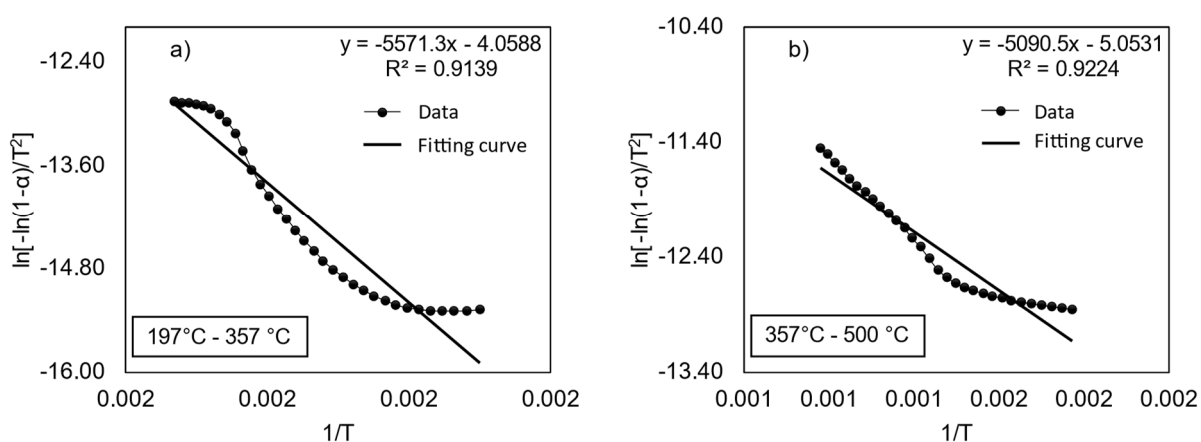 a)
y = -5571.3x - 4.0588
R² = 0.9139
Data
Fitting curve
ln[-ln(1-α)/T²]
-12.40
-13.60
-14.80
-16.00
197°C - 357 °C
0.002 0.002 0.002 0.002
1/T
b)
y = -5090.5x - 5.0531
R² = 0.9224
Data
Fitting curve
ln[-ln(1-α)/T²]
-10.40
-11.40
-12.40
-13.40
357°C - 500 °C
0.001 0.001 0.001 0.002 0.002 0.002
1/T